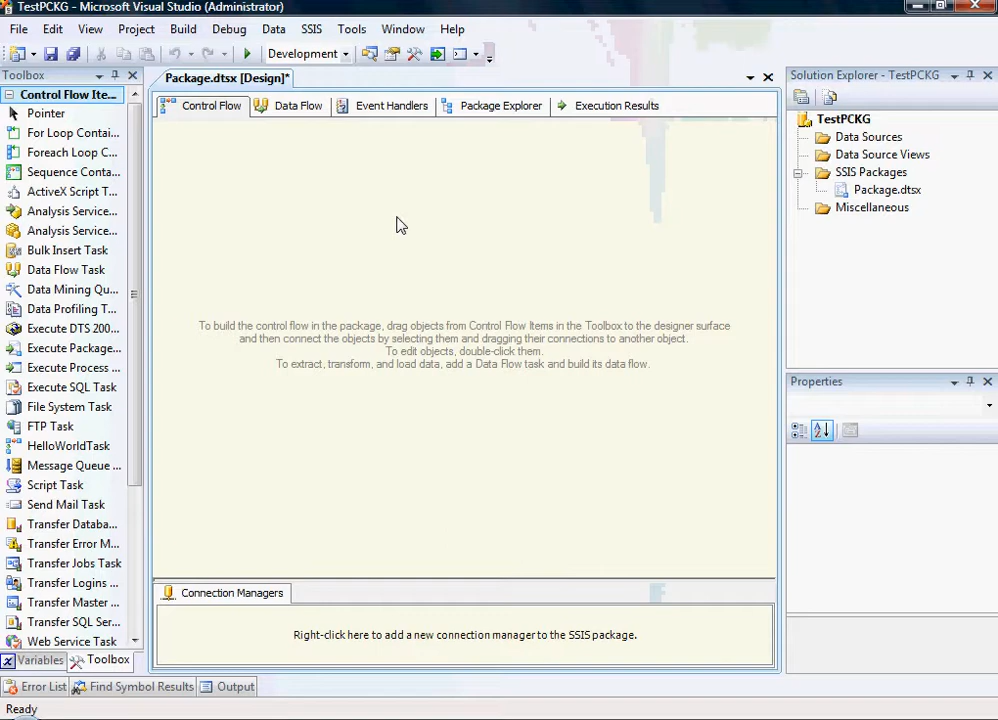 TestPCKG - Microsoft Visual Studio (Administrator)
File Edit View Project Build Debug Data SSIS Tools Window Help
Development
Toolbox
Control Flow Ite...
Pointer
For Loop Contai...
Foreach Loop C...
Sequence Conta...
ActiveX Script T...
Analysis Service...
Analysis Service...
Bulk Insert Task
Data Flow Task
Data Mining Qu...
Data Profiling T...
Execute DTS 200...
Execute Package...
Execute Process ...
Execute SQL Task
File System Task
FTP Task
HelloWorldTask
Message Queue ...
Script Task
Send Mail Task
Transfer Databa...
Transfer Error M...
Transfer Jobs Task
Transfer Logins ...
Transfer Master ...
Transfer SQL Ser...
Web Service Task
Variables Toolbox
Package.dtsx [Design]*
Control Flow Data Flow Event Handlers Package Explorer Execution Results
To build the control flow in the package, drag objects from Control Flow Items in the Toolbox to the designer surface
and then connect the objects by selecting them and dragging their connections to another object.
To edit objects, double-click them.
To extract, transform, and load data, add a Data Flow task and build its data flow.
Connection Managers
Right-click here to add a new connection manager to the SSIS package.
Solution Explorer - TestPCKG
TestPCKG
Data Sources
Data Source Views
SSIS Packages
Package.dtsx
Miscellaneous
Properties
Error List Find Symbol Results Output
Ready